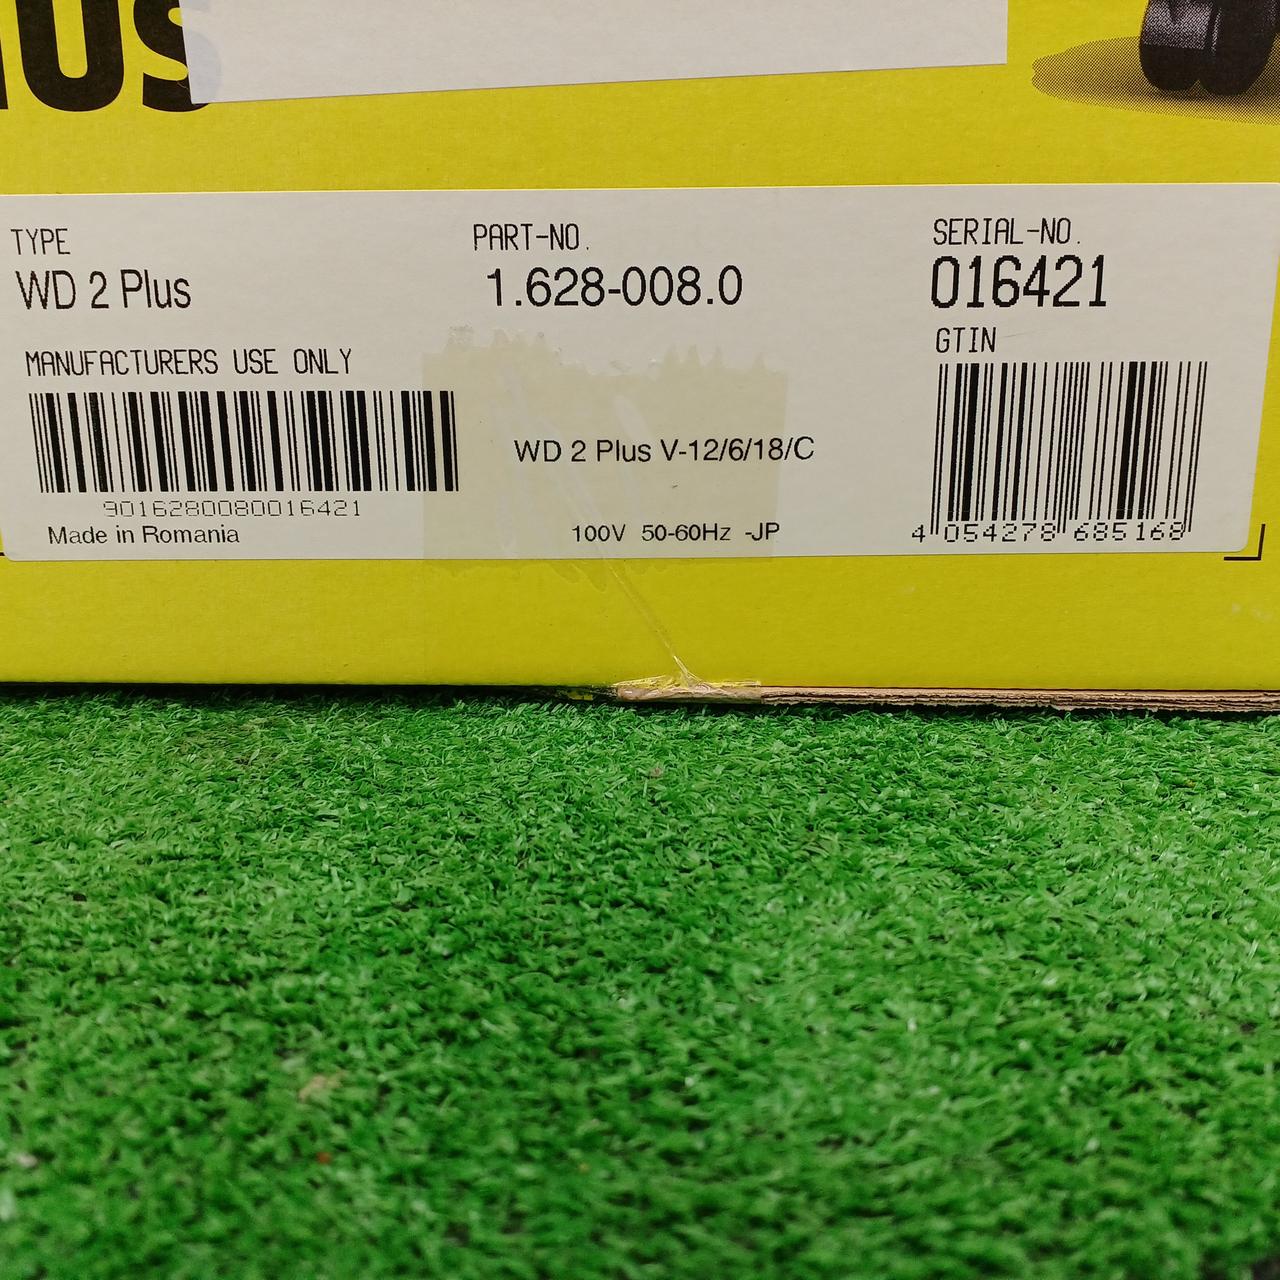 TYPE
WD 2 Plus
PART-NO.
1.628-008.0
SERIAL-NO.
016421
GTIN
MANUFACTURERS USE ONLY
9016280080016421
Made in Romania
WD 2 Plus V-12/6/18/C
100V 50-60Hz -JP
4 054278 685168